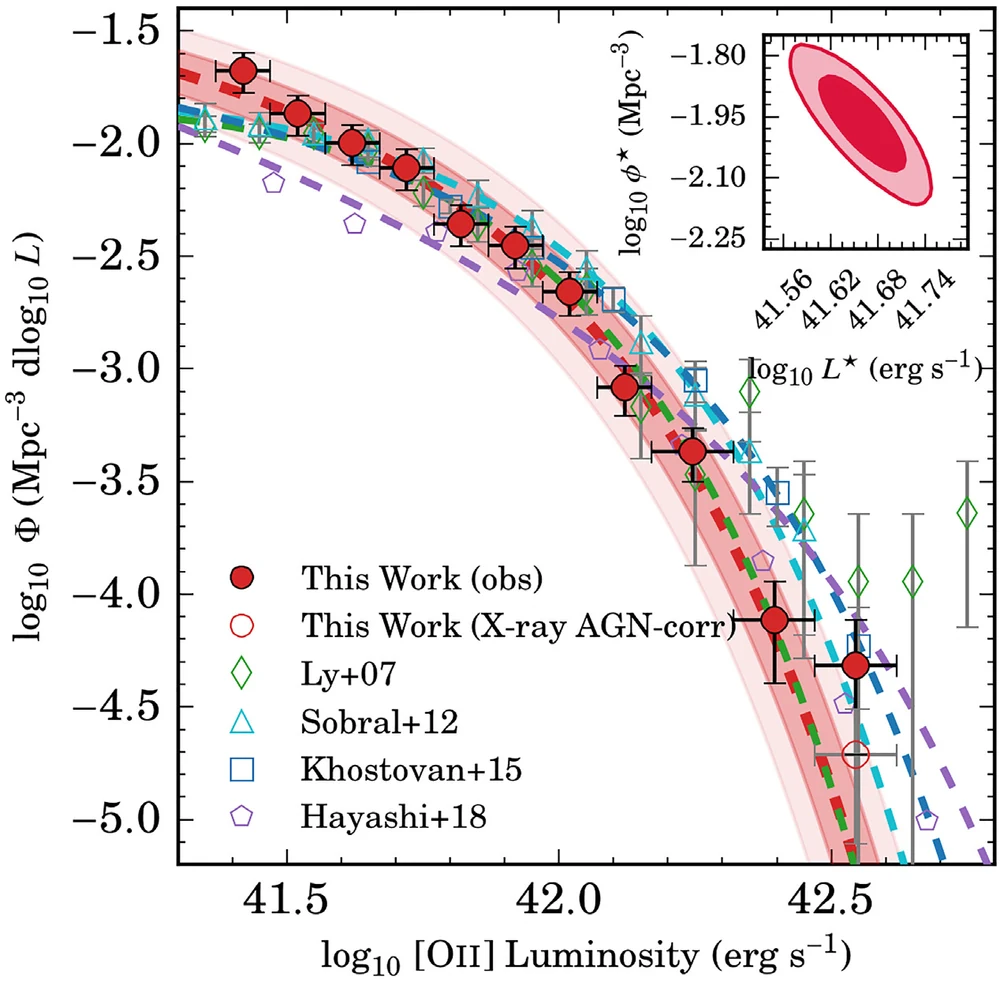 −1.5
−2.0
−2.5
−3.0
−3.5
−4.0
−4.5
−5.0
log₁₀ Φ (Mpc⁻³ dlog₁₀ L)
−1.80
−1.95
−2.10
−2.25
log₁₀ ϕ⋆ (Mpc⁻³)
41.56
41.62
41.68
41.74
log₁₀ L⋆ (erg s⁻¹)
This Work (obs)
This Work (X-ray AGN-corr)
Ly+07
Sobral+12
Khostovan+15
Hayashi+18
41.5
42.0
42.5
log₁₀ [OII] Luminosity (erg s⁻¹)